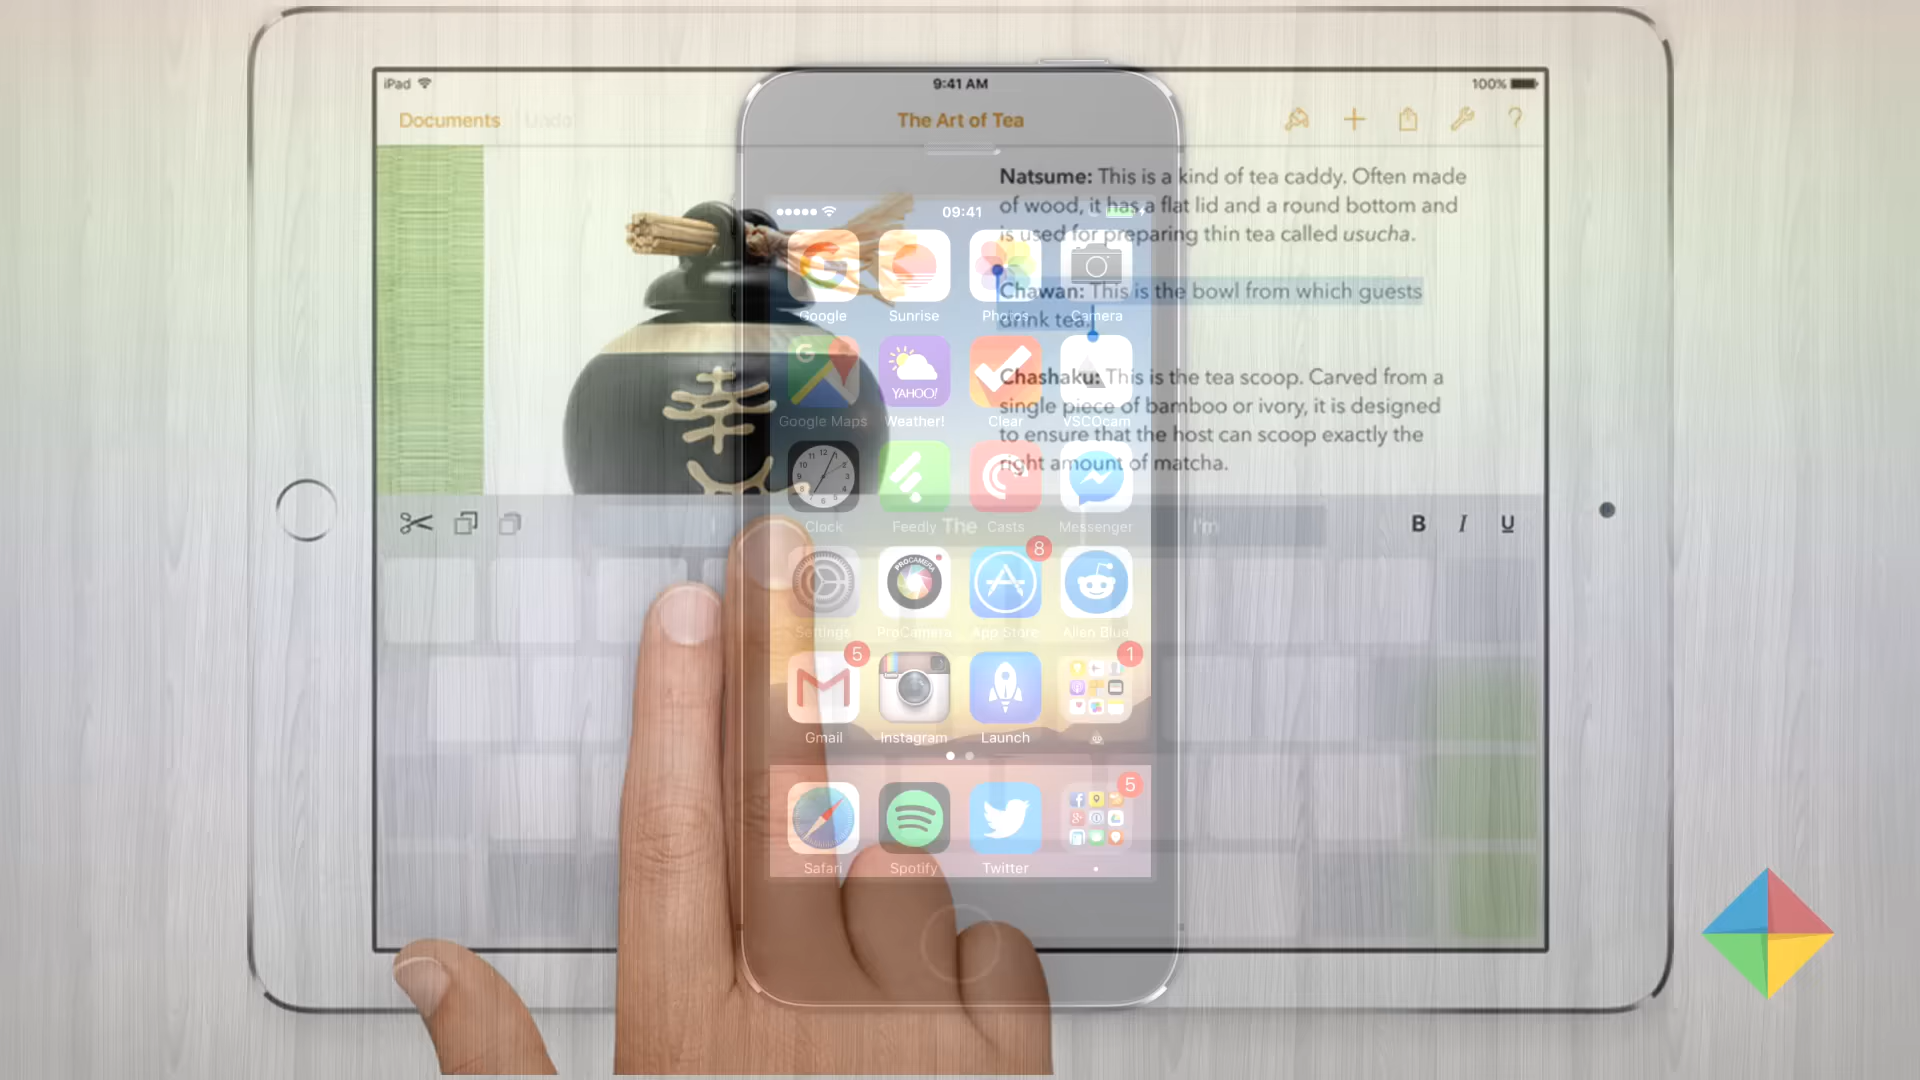 iPad
9:41 AM
100%
Documents
Undo
The Art of Tea
?
Natsume: This is a kind of tea caddy. Often made
of wood, it has a flat lid and a round bottom and
is used for preparing thin tea called usucha.
Chawan: This is the bowl from which guests
drink tea.
Chashaku: This is the tea scoop. Carved from a
single piece of bamboo or ivory, it is designed
to ensure that the host can scoop exactly the
right amount of matcha.
幸
The
I'm
B I U
09:41
Google Sunrise Photos Camera
G YAHOO!
Google Maps Weather! Clear VSCOcam
Clock Feedly Casts Messenger
PROCAMERA 8
Settings ProCamera App Store Alien Blue
5 1
Gmail Instagram Launch
5
Safari Spotify Twitter